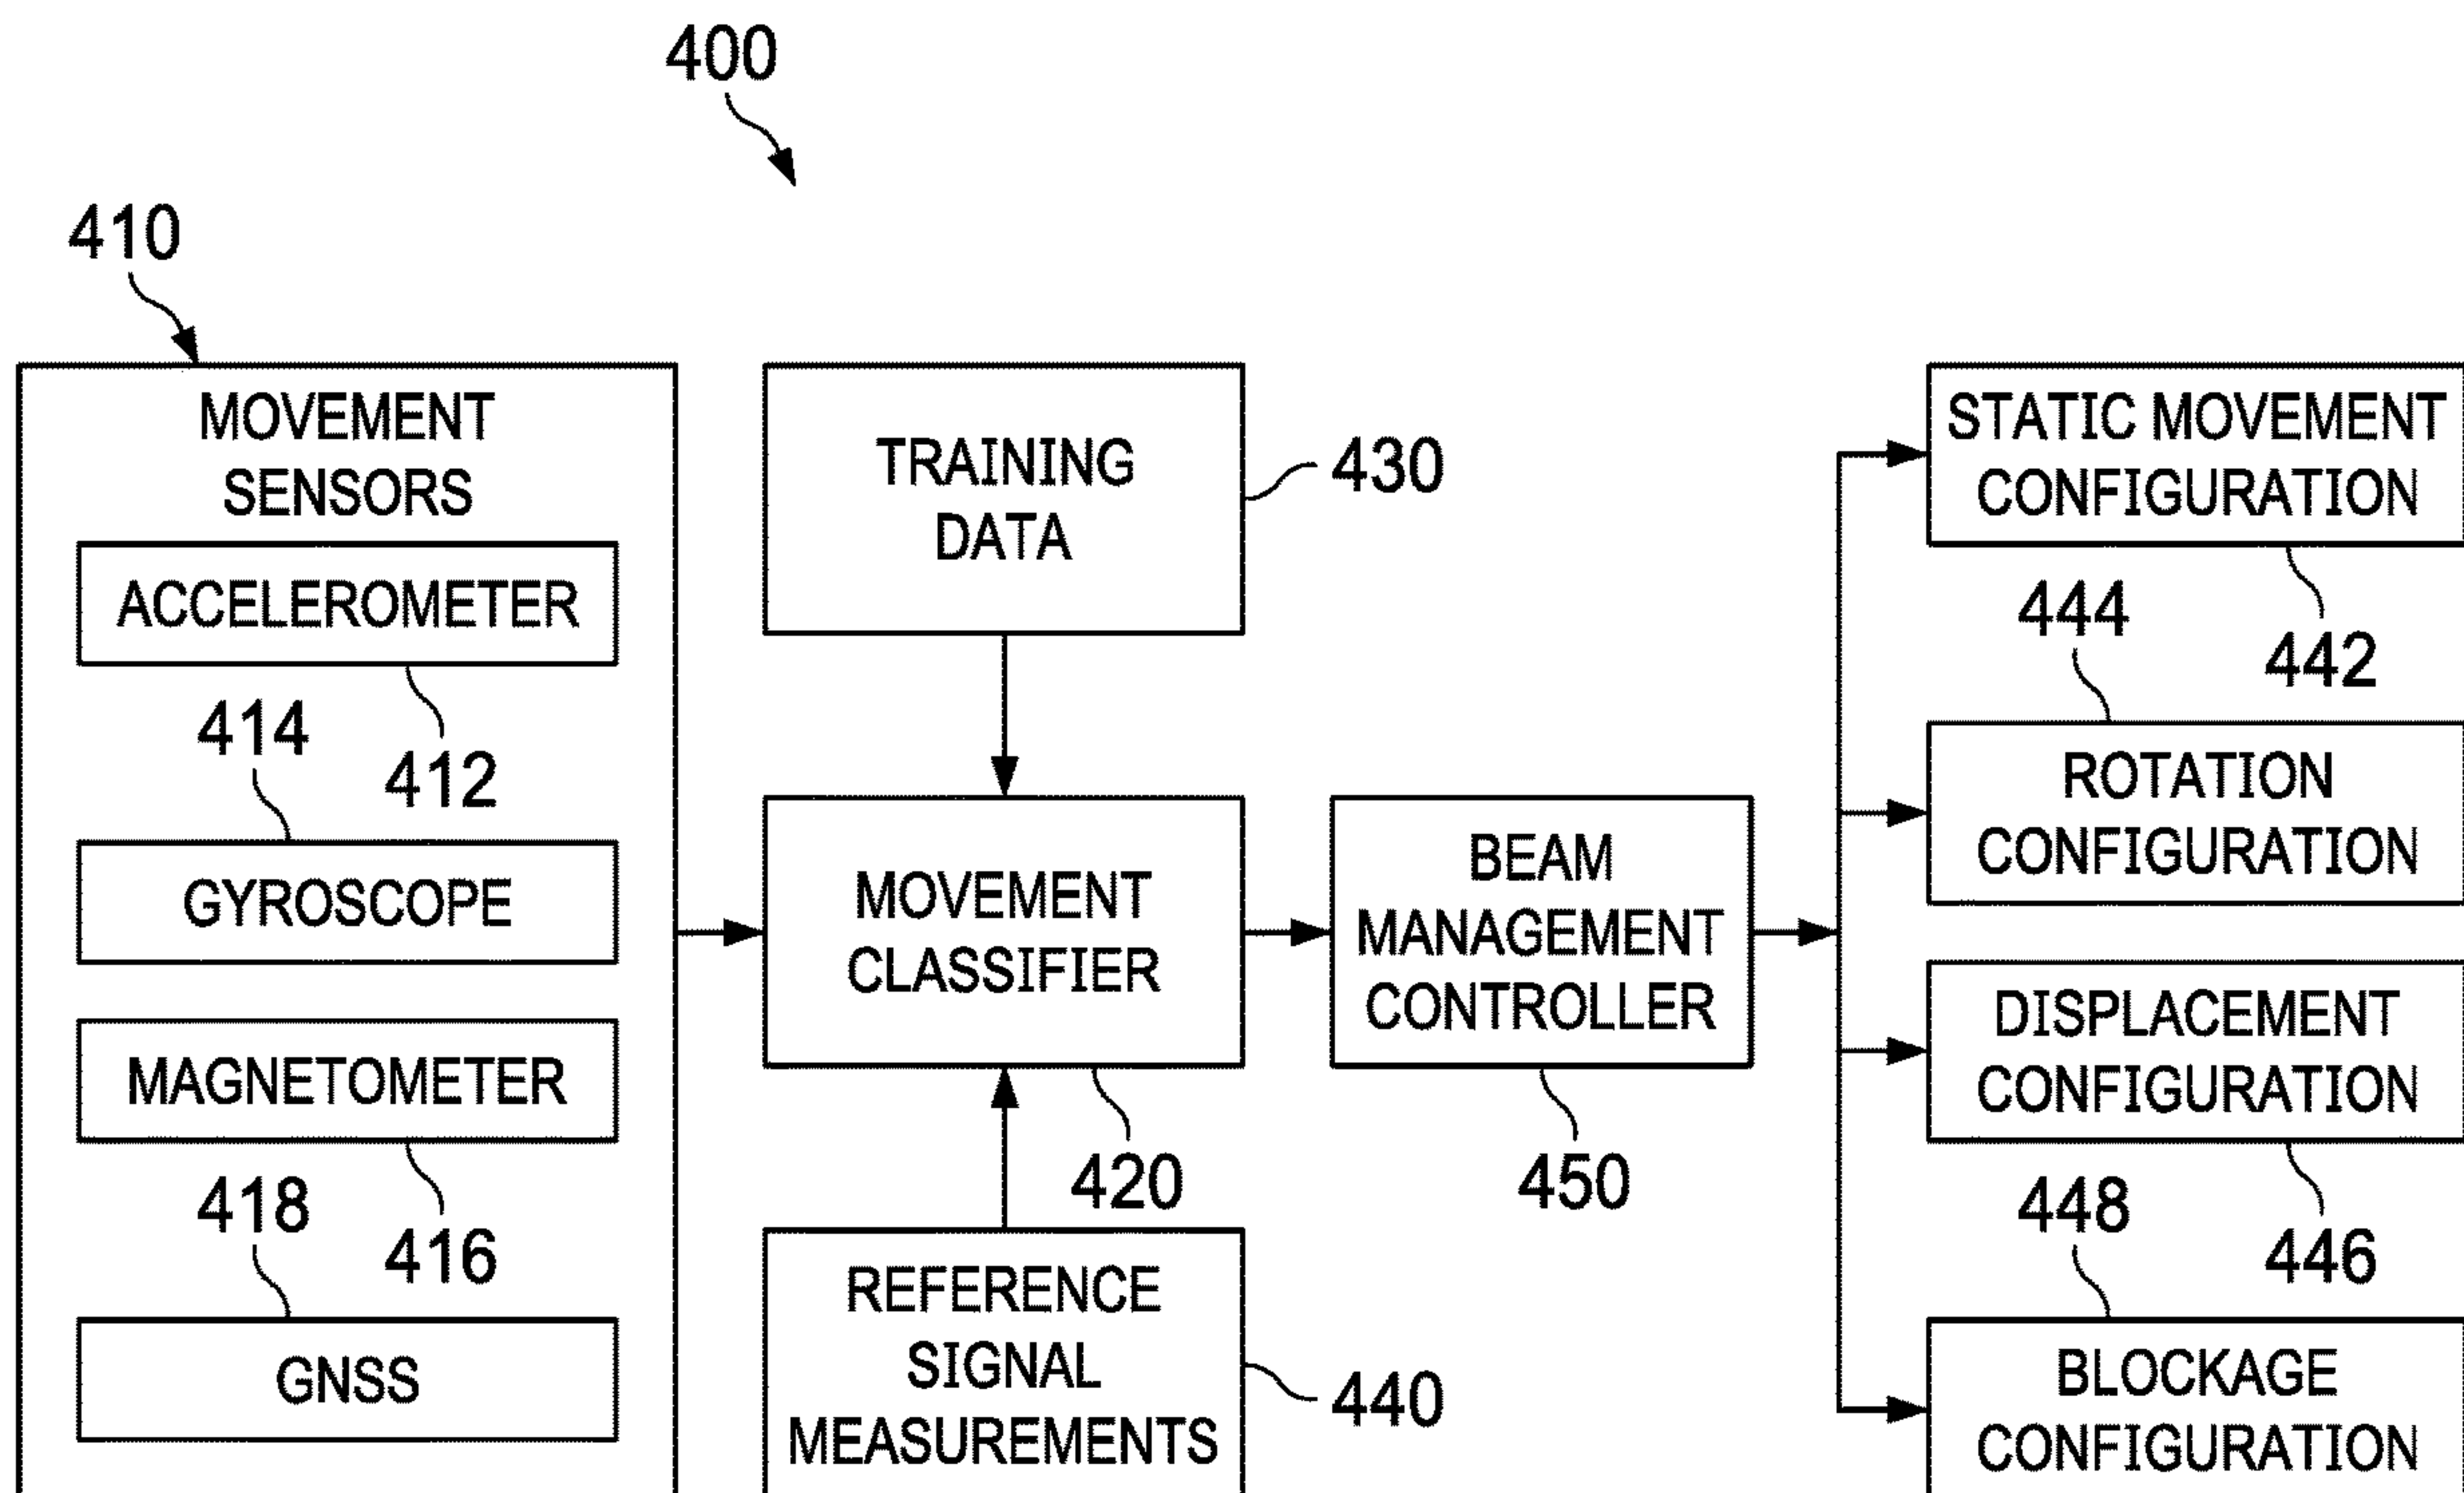 400
410
MOVEMENT
SENSORS
ACCELEROMETER
412
414
GYROSCOPE
MAGNETOMETER
416
418
GNSS
TRAINING
DATA
430
MOVEMENT
CLASSIFIER
420
REFERENCE
SIGNAL
MEASUREMENTS
440
BEAM
MANAGEMENT
CONTROLLER
450
STATIC MOVEMENT
CONFIGURATION
442
444
ROTATION
CONFIGURATION
DISPLACEMENT
CONFIGURATION
446
448
BLOCKAGE
CONFIGURATION